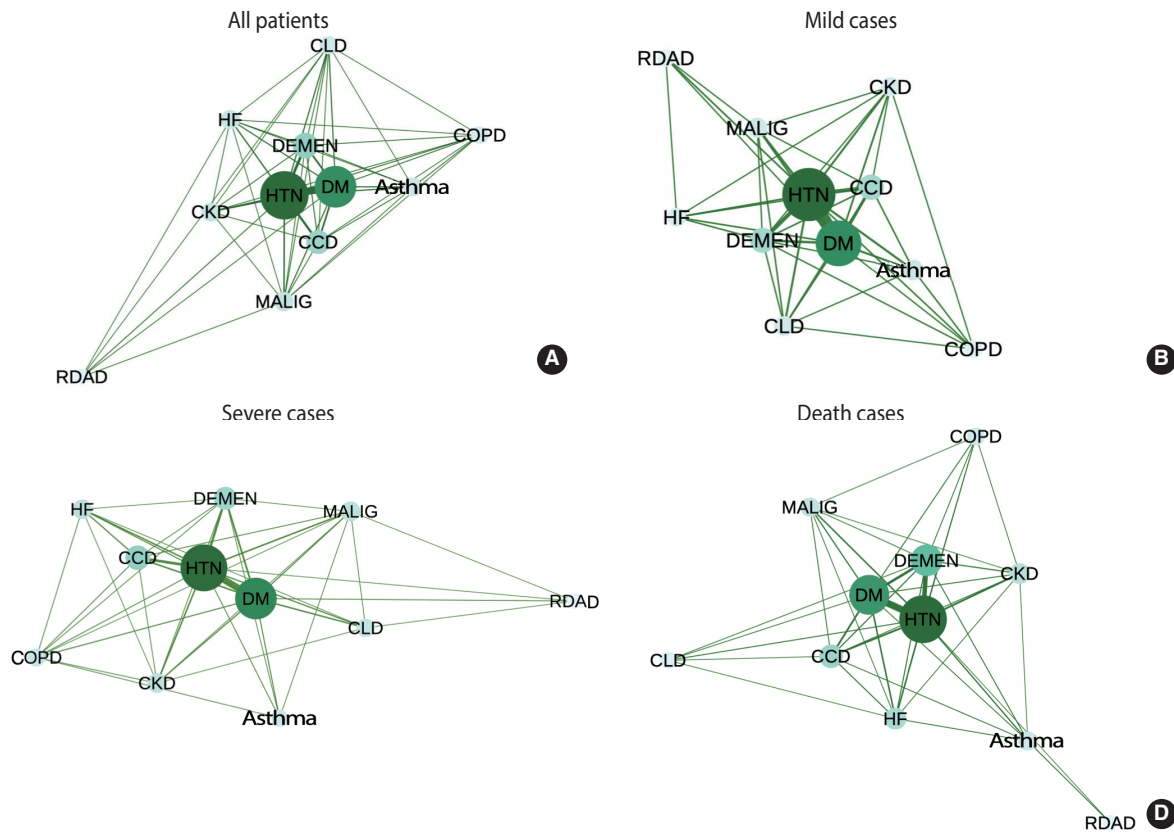 All patients
CLD
HF
COPD
DEMEN
HTN
DM
Asthma
CKD
CCD
MALIG
RDAD
A
Mild cases
RDAD
CKD
MALIG
HTN
CCD
HF
DEMEN
DM
Asthma
CLD
COPD
B
Severe cases
DEMEN
HF
MALIG
CCD
HTN
DM
RDAD
CLD
COPD
CKD
Asthma
Death cases
COPD
MALIG
DEMEN
CKD
DM
HTN
CLD
CCD
HF
Asthma
RDAD
D